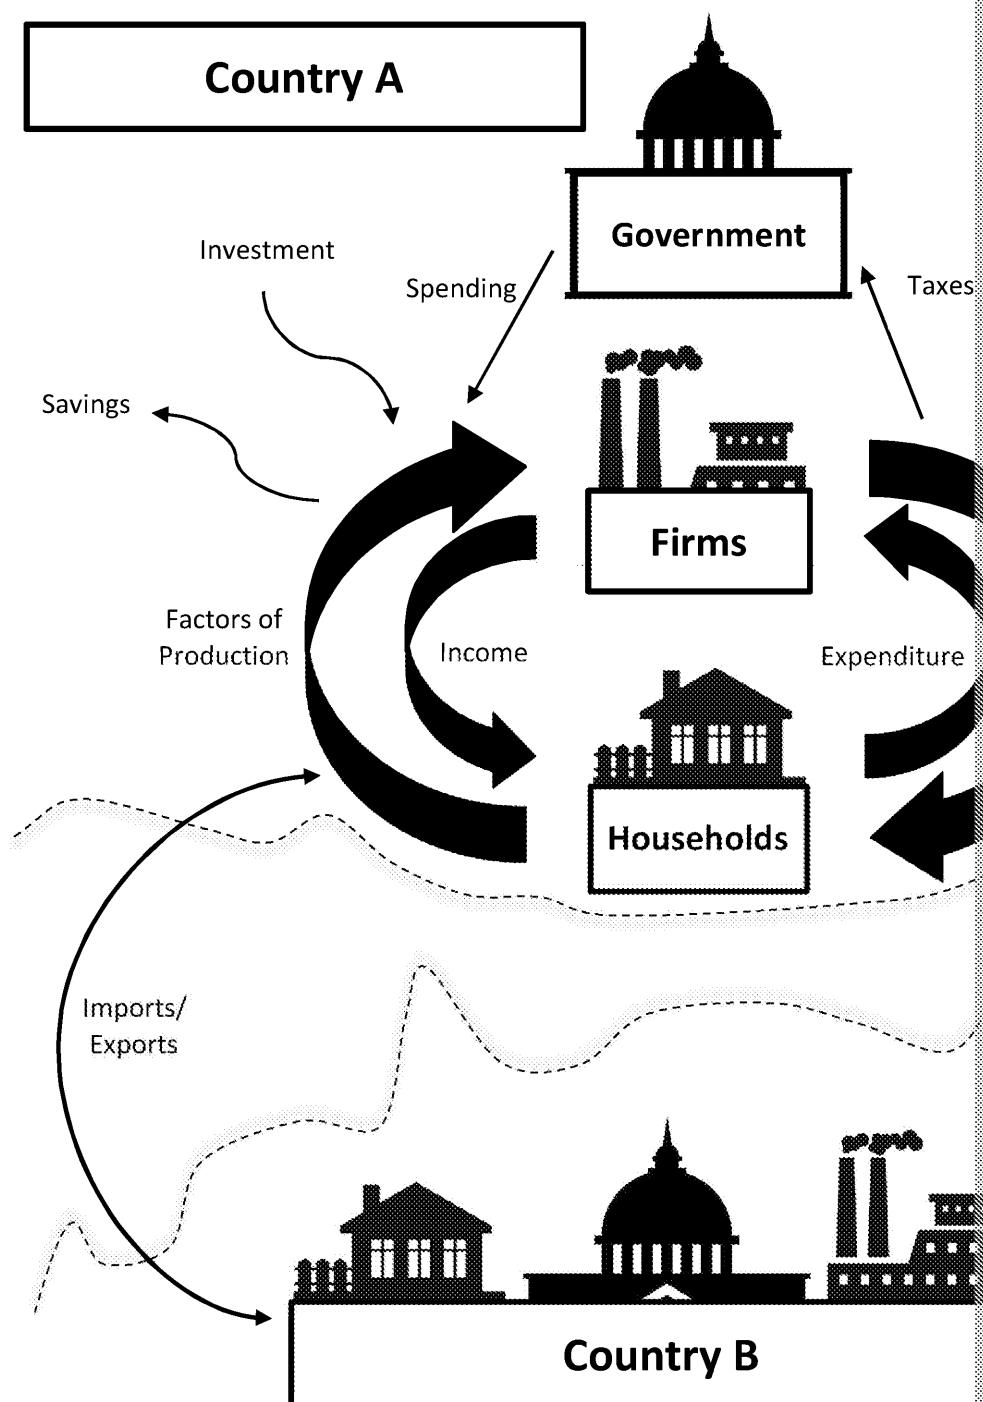 Country A
Government
Investment
Spending
Taxes
Savings
Firms
Factors of
Production
Income
Expenditure
Households
Imports/
Exports
Country B